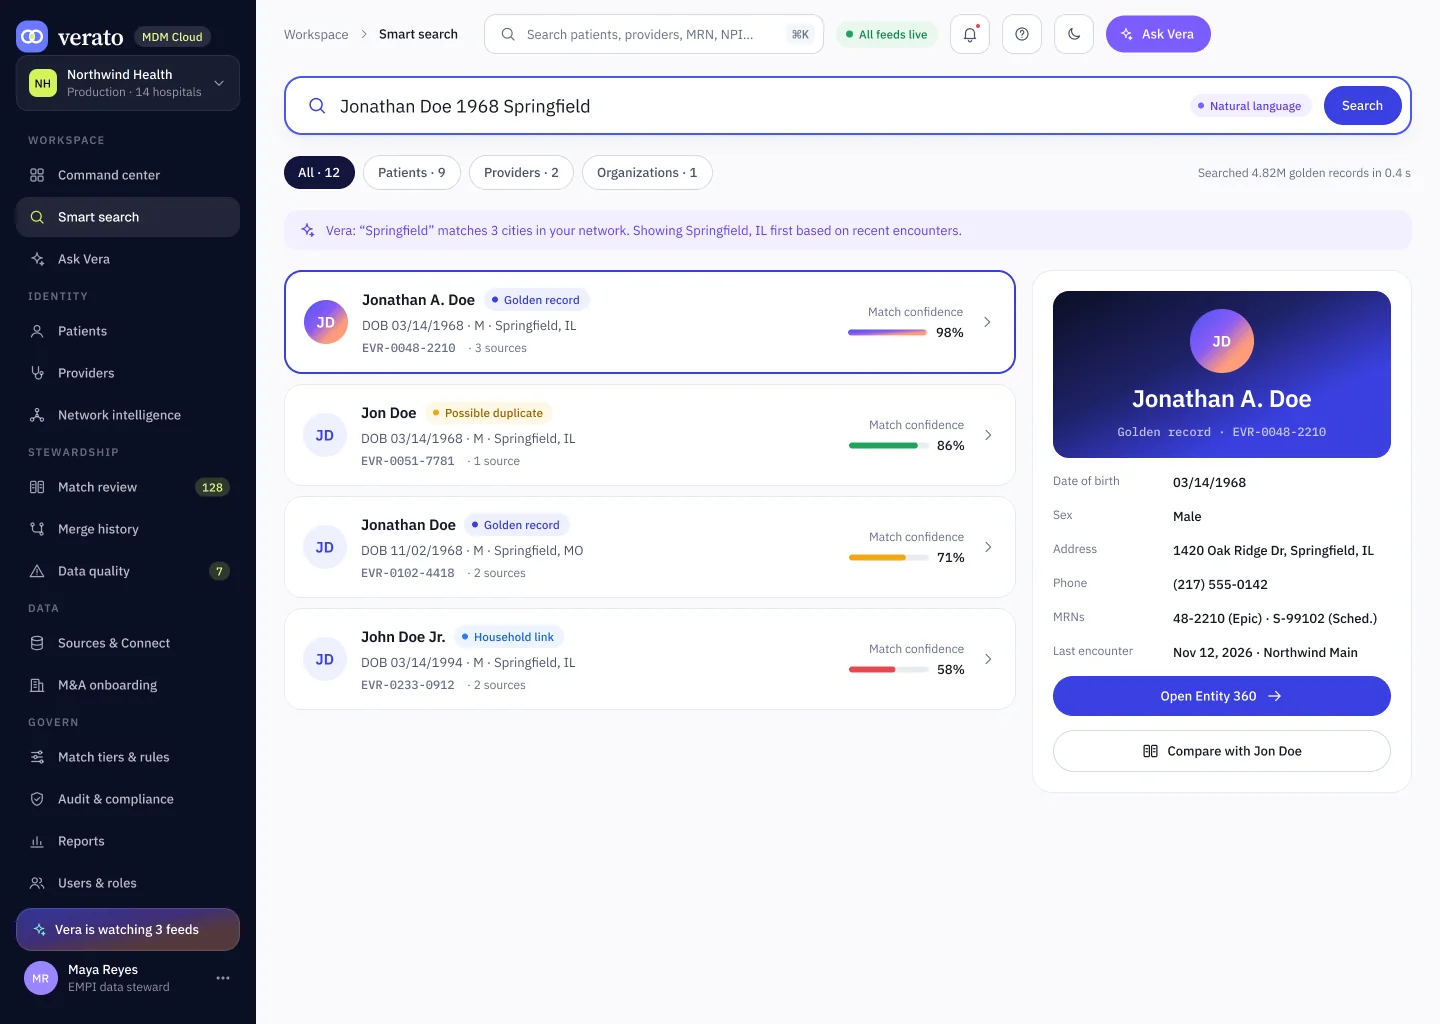 verato
MDM Cloud
NH
Northwind Health
Production · 14 hospitals
WORKSPACE
Command center
Smart search
Ask Vera
IDENTITY
Patients
Providers
Network intelligence
STEWARDSHIP
Match review
128
Merge history
Data quality
7
DATA
Sources & Connect
M&A onboarding
GOVERN
Match tiers & rules
Audit & compliance
Reports
Users & roles
Vera is watching 3 feeds
MR
Maya Reyes
EMPI data steward
Workspace
Smart search
Search patients, providers, MRN, NPI...
⌘K
All feeds live
Ask Vera
Jonathan Doe 1968 Springfield
Natural language
Search
All · 12
Patients · 9
Providers · 2
Organizations · 1
Searched 4.82M golden records in 0.4 s
Vera: “Springfield” matches 3 cities in your network. Showing Springfield, IL first based on recent encounters.
JD
Jonathan A. Doe
Golden record
DOB 03/14/1968 · M · Springfield, IL
EVR-0048-2210 · 3 sources
Match confidence
98%
JD
Jon Doe
Possible duplicate
DOB 03/14/1968 · M · Springfield, IL
EVR-0051-7781 · 1 source
Match confidence
86%
JD
Jonathan Doe
Golden record
DOB 11/02/1968 · M · Springfield, MO
EVR-0102-4418 · 2 sources
Match confidence
71%
JD
John Doe Jr.
Household link
DOB 03/14/1994 · M · Springfield, IL
EVR-0233-0912 · 2 sources
Match confidence
58%
JD
Jonathan A. Doe
Golden record · EVR-0048-2210
Date of birth
03/14/1968
Sex
Male
Address
1420 Oak Ridge Dr, Springfield, IL
Phone
(217) 555-0142
MRNs
48-2210 (Epic) · S-99102 (Sched.)
Last encounter
Nov 12, 2026 · Northwind Main
Open Entity 360
Compare with Jon Doe